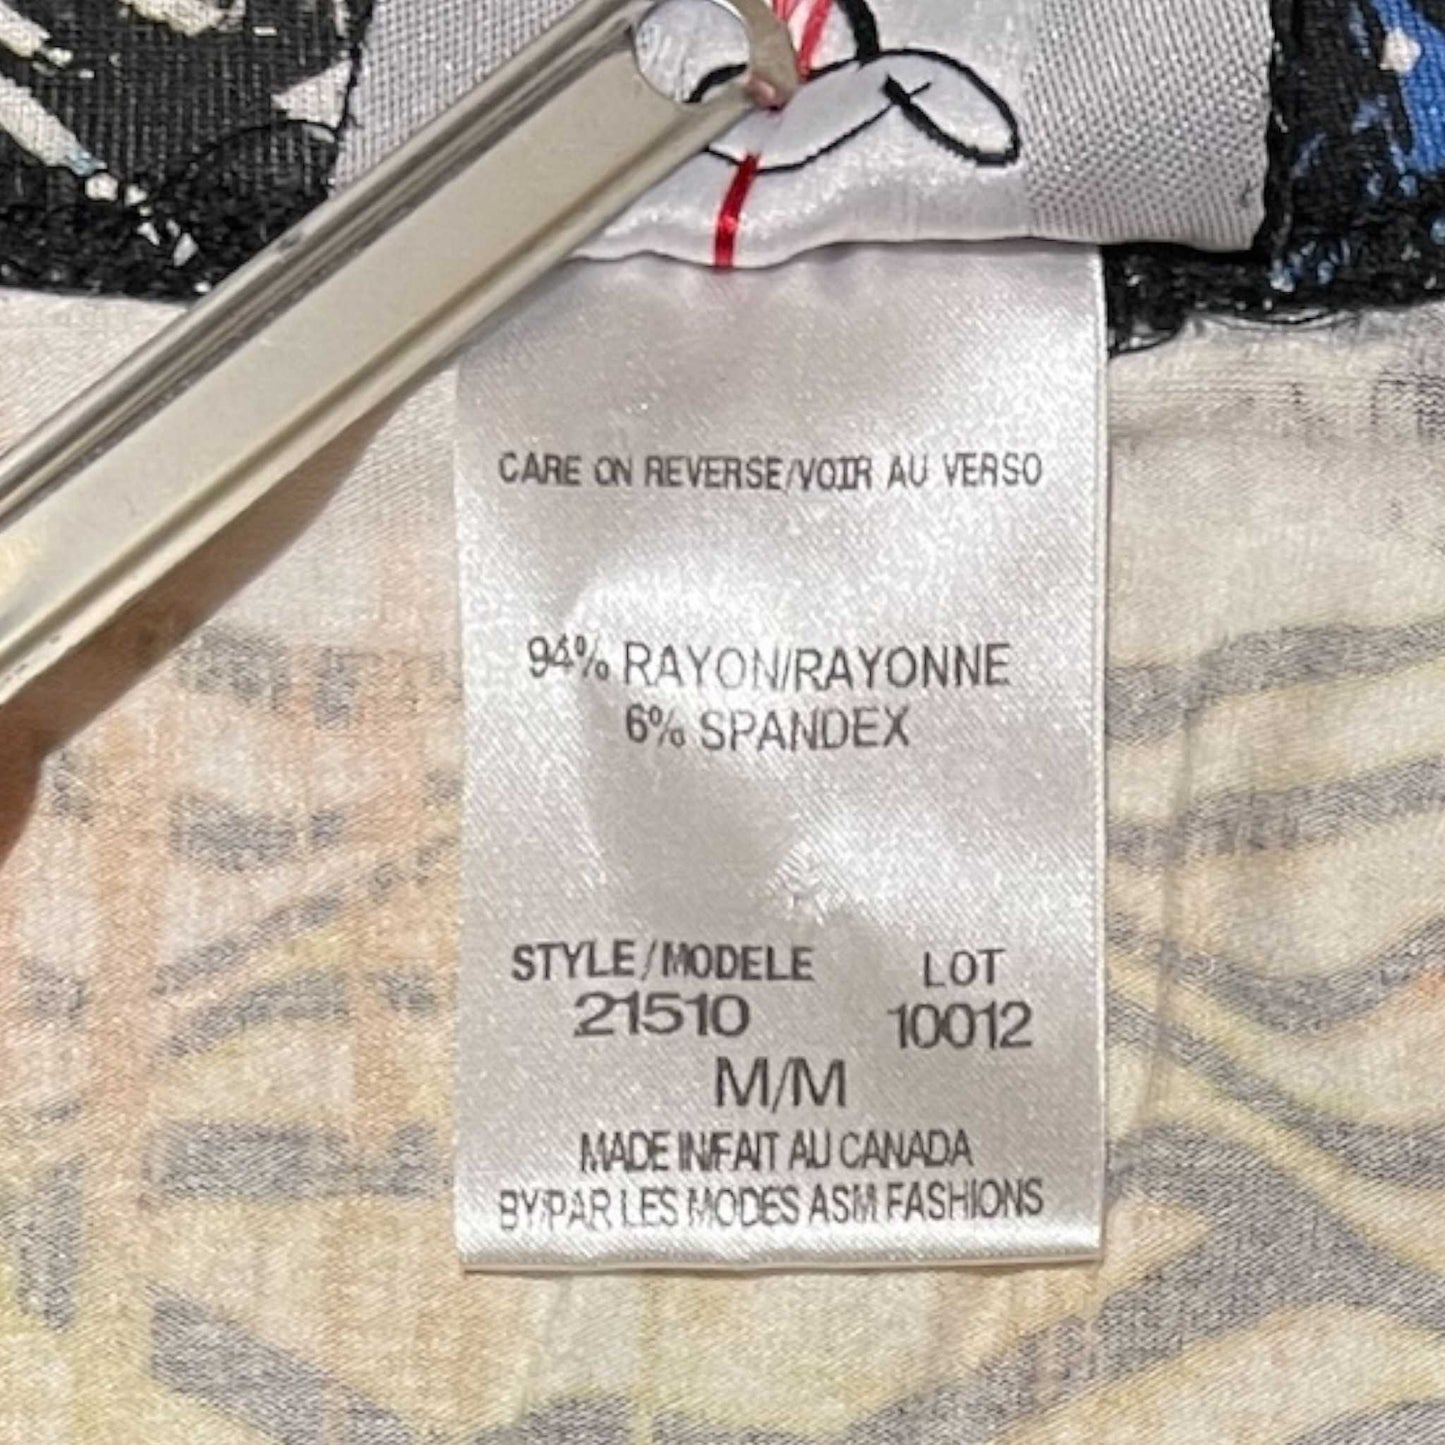 CARE ON REVERSE/VOIR AU VERSO
94% RAYON/RAYONNE
6% SPANDEX
STYLE/MODELE LOT
21510 10012
M/M
MADE IN/FAIT AU CANADA
BY/PAR LES MODES ASM FASHIONS